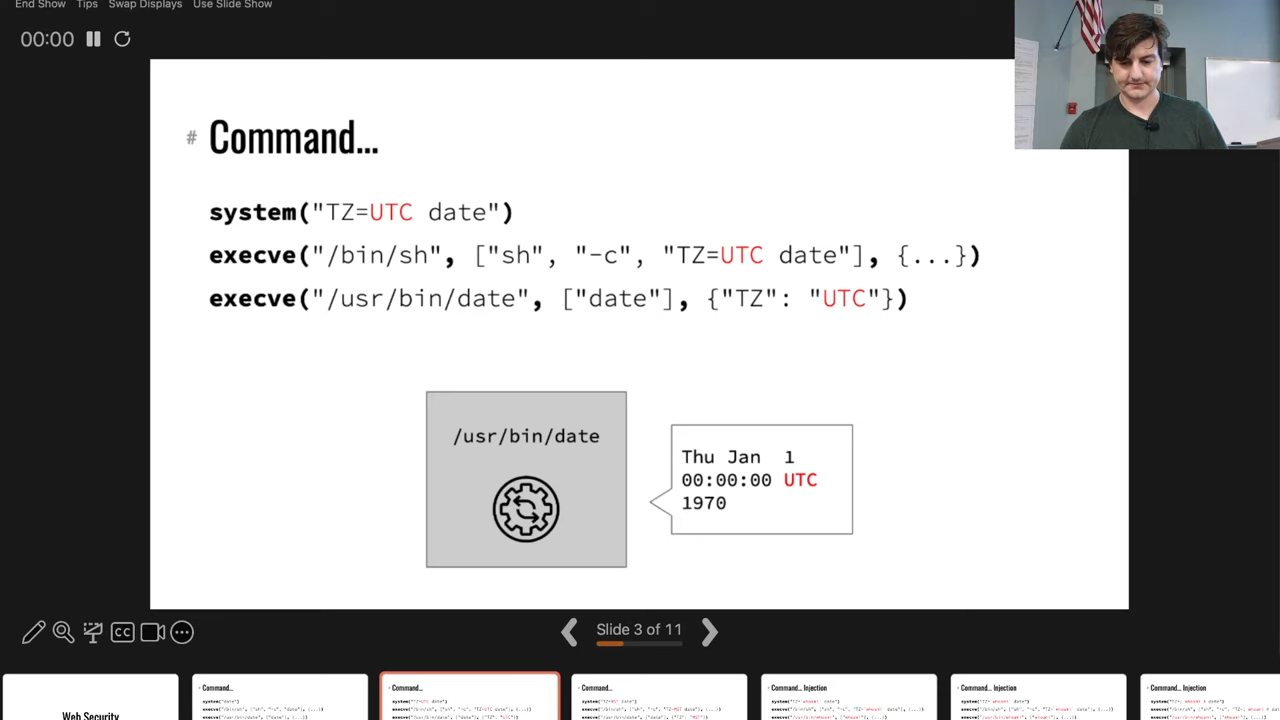 End Show Tips Swap Displays Use Slide Show
00:00
# Command...
system("TZ=UTC date")
execve("/bin/sh", ["sh", "-c", "TZ=UTC date"], {...})
execve("/usr/bin/date", ["date"], {"TZ": "UTC"})
/usr/bin/date
Thu Jan 1
00:00:00 UTC
1970
CC
Slide 3 of 11
Web Security
Command...
Command...
Command...
Command... Injection
Command... Injection
Command... Injection